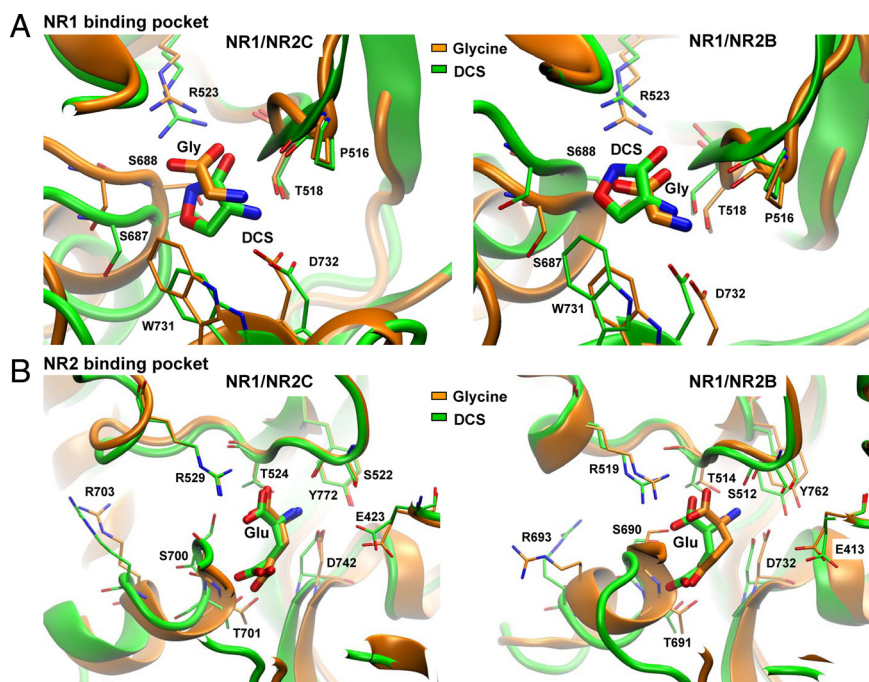 A
NR1 binding pocket
NR1/NR2C
Glycine
DCS
NR1/NR2B
R523
Gly
S688
P516
T518
S687
DCS
D732
W731
R523
DCS
S688
Gly
T518
P516
S687
D732
W731
B
NR2 binding pocket
NR1/NR2C
Glycine
DCS
NR1/NR2B
R529
T524
S522
R703
Y772
E423
Glu
S700
D742
T701
R519
T514
S512
Y762
R693
S690
Glu
E413
D732
T691